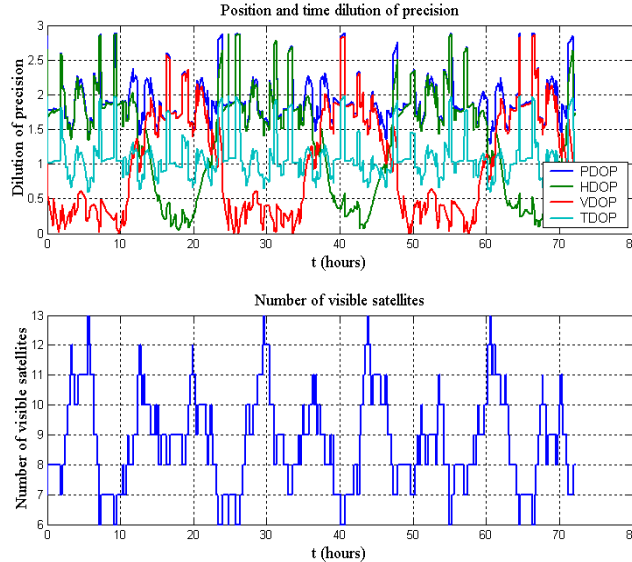 Position and time dilution of precision
3
2.5
2
1.5
1
0.5
0
Dilution of precision
PDOP
HDOP
VDOP
TDOP
0 10 20 30 40 50 60 70 80
t (hours)
Number of visible satellites
13
12
11
10
9
8
7
6
Number of visible satellites
0 10 20 30 40 50 60 70 80
t (hours)